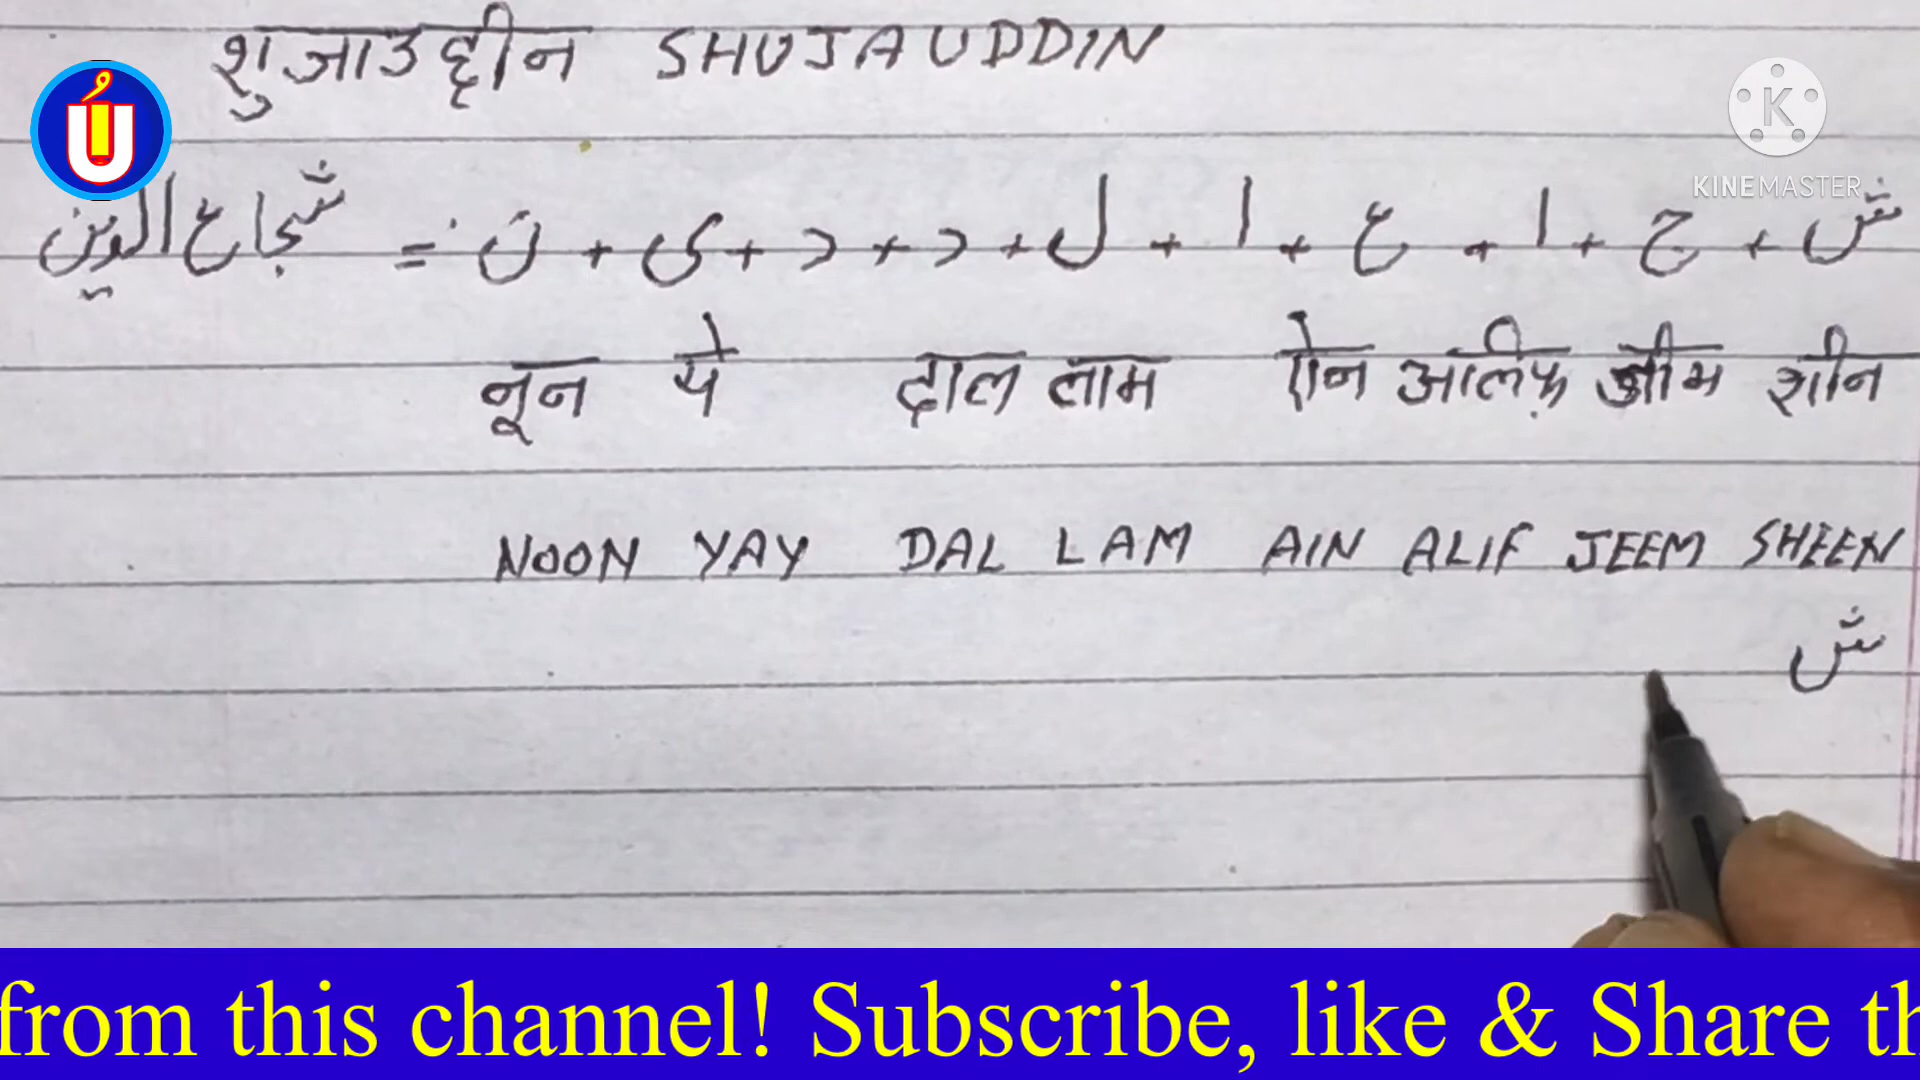 शुजाउद्दीन SHUJAUDDIN
KINEMASTER
ش + ج + ا + ع + ا + ل + د + د + ی + ن = شجاع الدین
नून ये दाल लाम ऐन अलिफ़ जीम शीन
NOON YAY DAL LAM AIN ALIF JEEM SHEEN
ش
from this channel! Subscribe, like & Share th